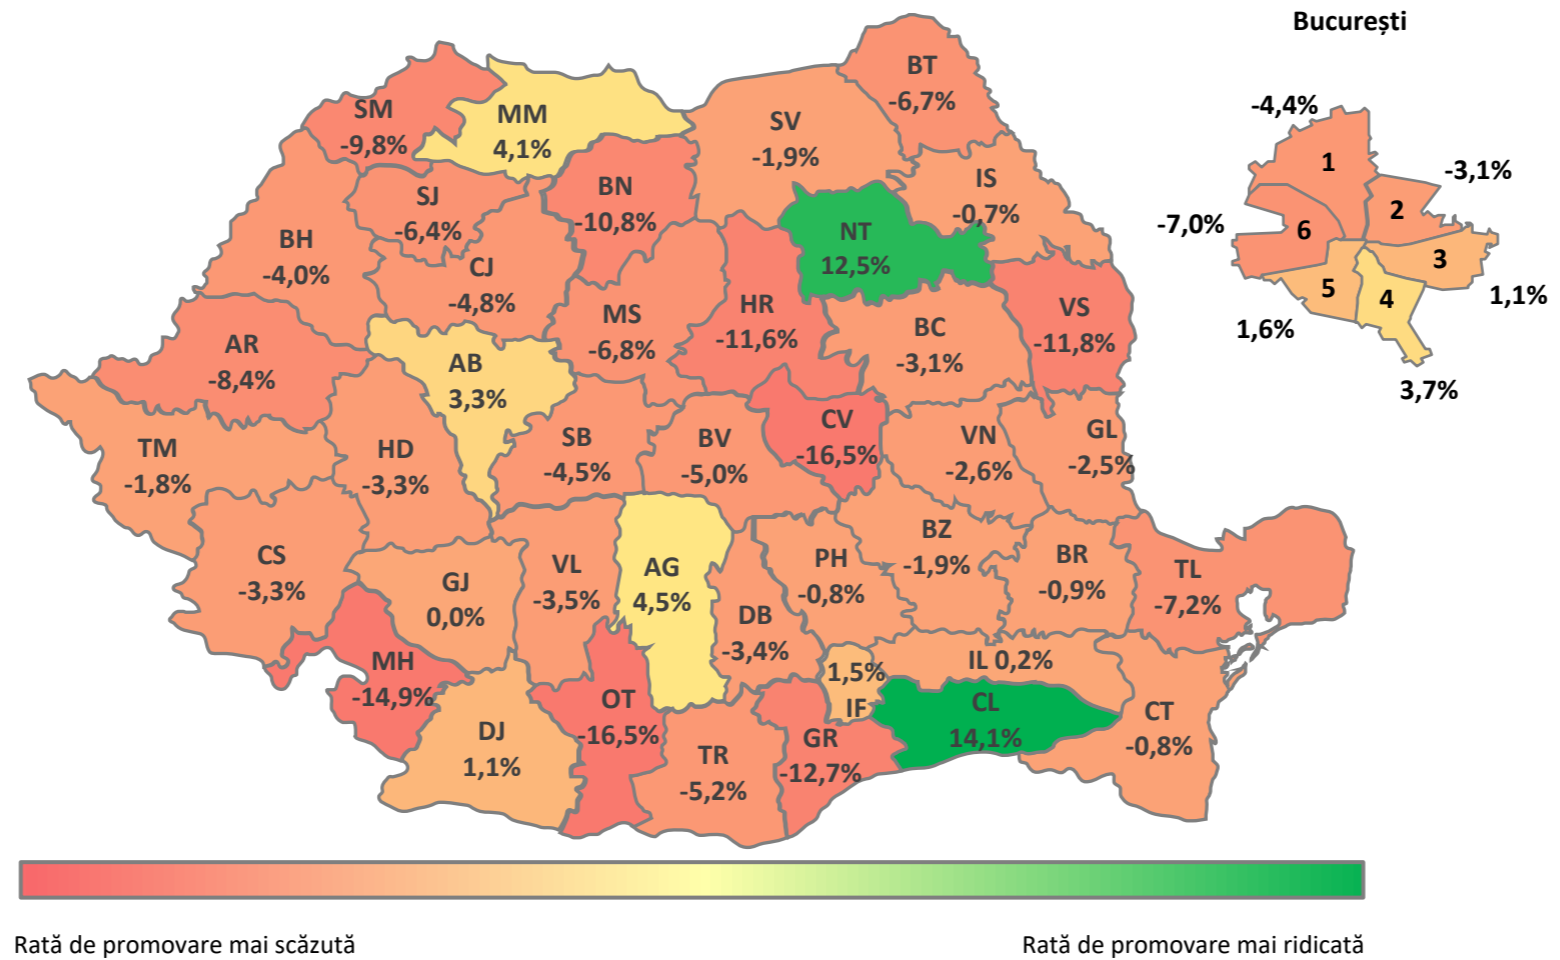 București
BT
-6,7%
-4,4%
SM
-9,8%
MM
4,1%
SV
-1,9%
1
-3,1%
IS
-0,7%
BN
-10,8%
SJ
-6,4%
2
-7,0%
6
NT
12,5%
BH
-4,0%
CJ
-4,8%
3
1,1%
5
4
1,6%
3,7%
MS
-6,8%
HR
-11,6%
BC
-3,1%
VS
-11,8%
AR
-8,4%
AB
3,3%
TM
-1,8%
HD
-3,3%
SB
-4,5%
BV
-5,0%
CV
-16,5%
VN
-2,6%
GL
-2,5%
CS
-3,3%
GJ
0,0%
VL
-3,5%
AG
4,5%
DB
-3,4%
PH
-0,8%
BZ
-1,9%
BR
-0,9%
TL
-7,2%
MH
-14,9%
DJ
1,1%
OT
-16,5%
TR
-5,2%
GR
-12,7%
1,5%
IF
IL 0,2%
CL
14,1%
CT
-0,8%
Rată de promovare mai scăzută
Rată de promovare mai ridicată